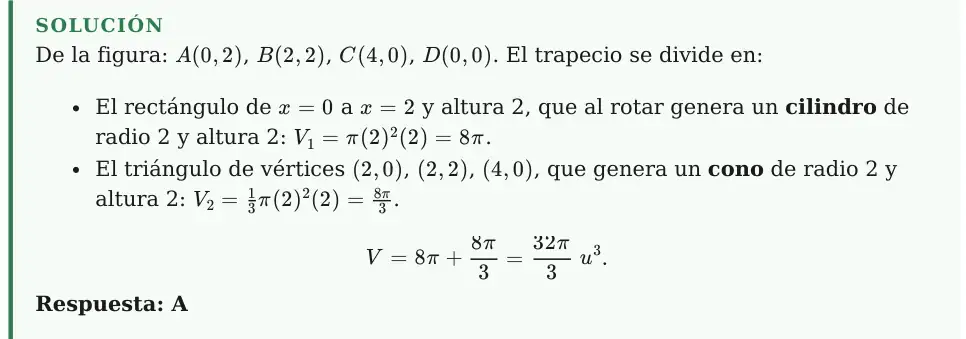 SOLUCIÓN
De la figura: A(0, 2), B(2, 2), C(4, 0), D(0, 0). El trapecio se divide en:
• El rectángulo de x = 0 a x = 2 y altura 2, que al rotar genera un cilindro de
radio 2 y altura 2: V₁ = π(2)²(2) = 8π.
• El triángulo de vértices (2, 0), (2, 2), (4, 0), que genera un cono de radio 2 y
altura 2: V₂ = 1/3 π(2)²(2) = 8π/3.
V = 8π + 8π/3 = 32π/3 u³.
Respuesta: A